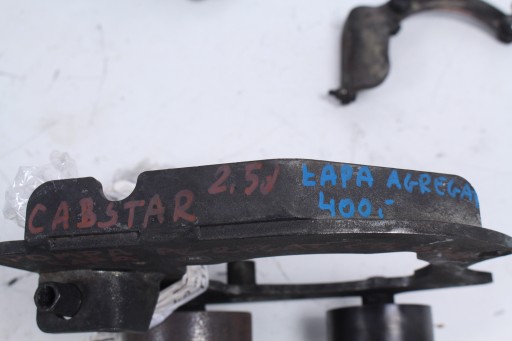 CABSTAR 2,5d ŁAPA AGREGAT
400,-